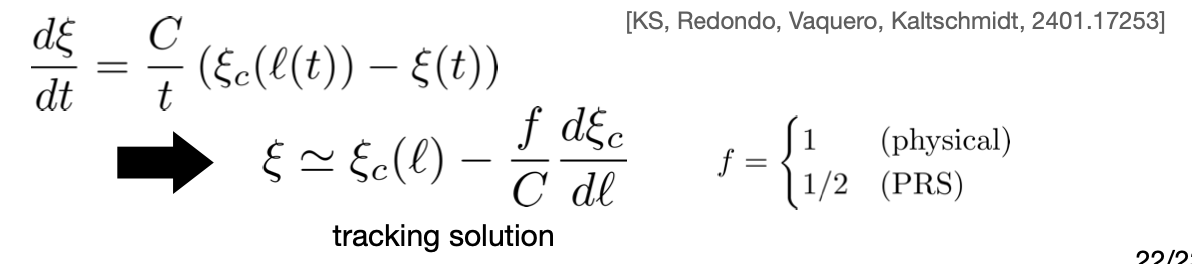 [KS, Redondo, Vaquero, Kaltschmidt, 2401.17253]
dξ/dt = C/t (ξ_c(ℓ(t)) − ξ(t))
ξ ≃ ξ_c(ℓ) − f/C dξ_c/dℓ
f = { 1 (physical)
1/2 (PRS)
tracking solution